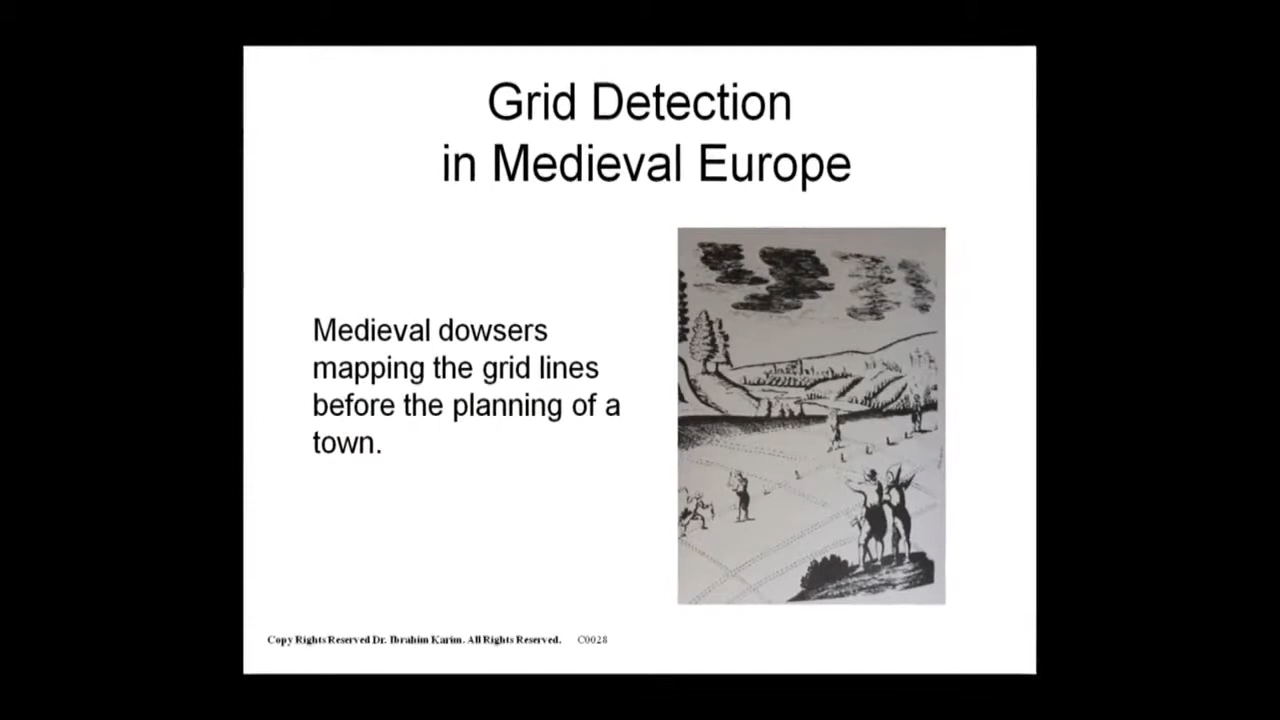 Grid Detection
in Medieval Europe
Medieval dowsers
mapping the grid lines
before the planning of a
town.
Copy Rights Reserved Dr. Ibrahim Karim. All Rights Reserved. C0028